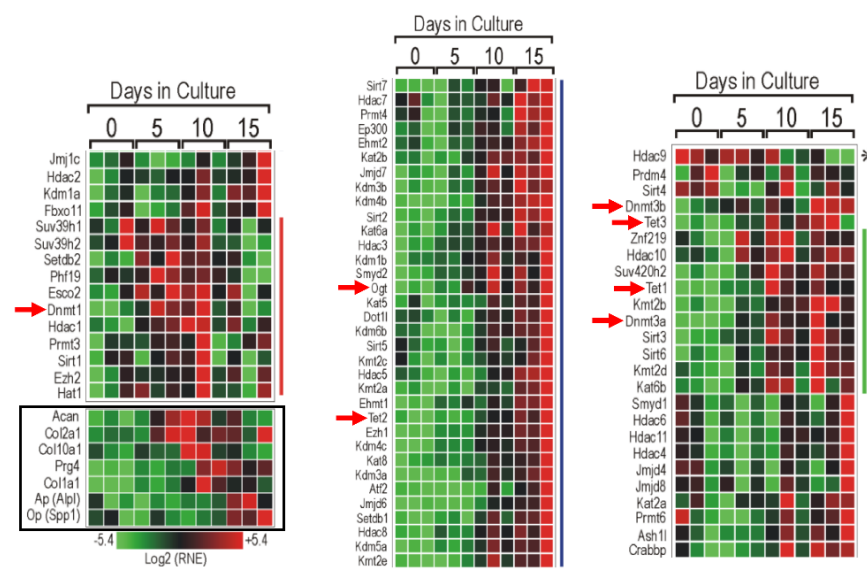 Days in Culture
0 5 10 15
Jmj1c
Hdac2
Kdm1a
Fbxo11
Suv39h1
Suv39h2
Setdb2
Phf19
Esco2
Dnmt1
Hdac1
Prmt3
Sirt1
Ezh2
Hat1
Acan
Col2a1
Col10a1
Prg4
Col1a1
Ap (Alpl)
Op (Spp1)
-5.4 +5.4
Log2 (RNE)
Days in Culture
0 5 10 15
Sirt7
Hdac7
Prmt4
Ep300
Ehmt2
Kat2b
Jmjd7
Kdm3b
Kdm4b
Sirt2
Kat6a
Hdac3
Kdm1b
Smyd2
Ogt
Kat5
Dot1l
Kdm6b
Sirt5
Kmt2c
Hdac5
Kmt2a
Ehmt1
Tet2
Ezh1
Kdm4c
Kat8
Kdm3a
Atf2
Jmjd6
Setdb1
Hdac8
Kdm5a
Kmt2e
Days in Culture
0 5 10 15
Hdac9 *
Prdm4
Sirt4
Dnmt3b
Tet3
Znf219
Hdac10
Suv420h2
Tet1
Kmt2b
Dnmt3a
Sirt3
Sirt6
Kmt2d
Kat6b
Smyd1
Hdac6
Hdac11
Hdac4
Jmjd4
Jmjd8
Kat2a
Prmt6
Ash1l
Crabbp